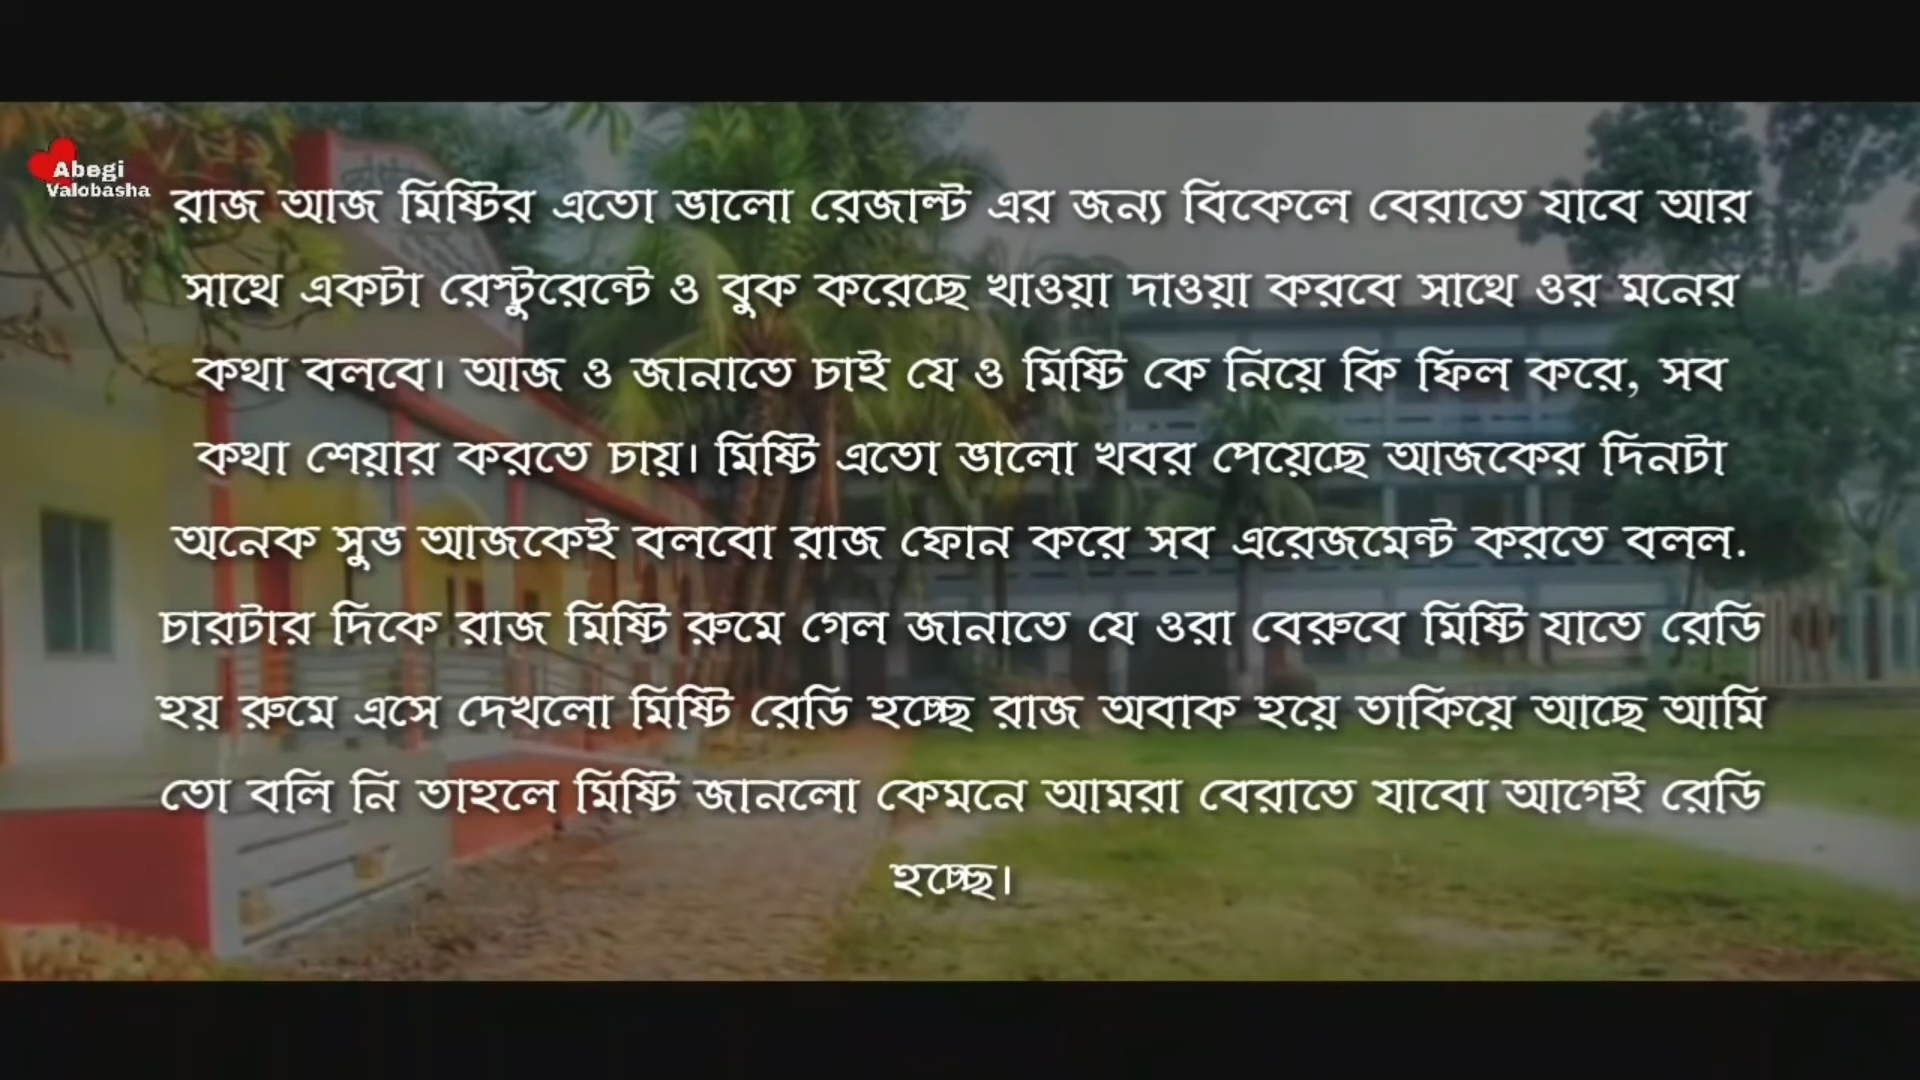 Abegi
Valobasha
রাজ আজ মিষ্টির এতো ভালো রেজাল্ট এর জন্য বিকেলে বেরাতে যাবে আর
সাথে একটা রেস্টুরেন্টে ও বুক করেছে খাওয়া দাওয়া করবে সাথে ওর মনের
কথা বলবে। আজ ও জানাতে চাই যে ও মিষ্টি কে নিয়ে কি ফিল করে, সব
কথা শেয়ার করতে চায়। মিষ্টি এতো ভালো খবর পেয়েছে আজকের দিনটা
অনেক সুভ আজকেই বলবো রাজ ফোন করে সব এরেজমেন্ট করতে বলল.
চারটার দিকে রাজ মিষ্টি রুমে গেল জানাতে যে ওরা বেরুবে মিষ্টি যাতে রেডি
হয় রুমে এসে দেখলো মিষ্টি রেডি হচ্ছে রাজ অবাক হয়ে তাকিয়ে আছে আমি
তো বলি নি তাহলে মিষ্টি জানলো কেমনে আমরা বেরাতে যাবো আগেই রেডি
হচ্ছে।